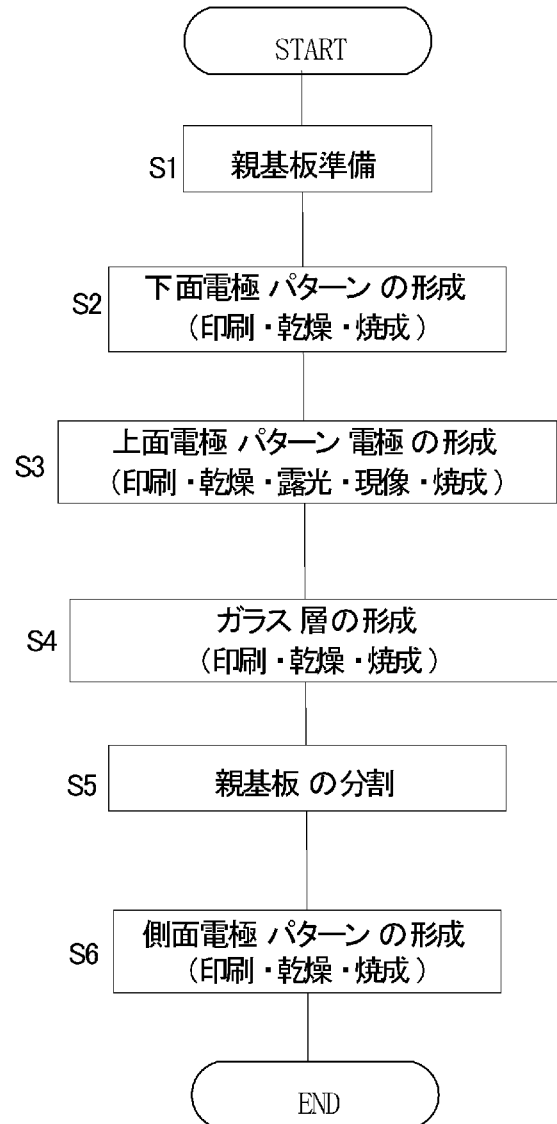 START
S1
親基板準備
S2
下面電極パターンの形成
(印刷・乾燥・焼成)
S3
上面電極パターン電極の形成
(印刷・乾燥・露光・現像・焼成)
S4
ガラス層の形成
(印刷・乾燥・焼成)
S5
親基板の分割
S6
側面電極パターンの形成
(印刷・乾燥・焼成)
END